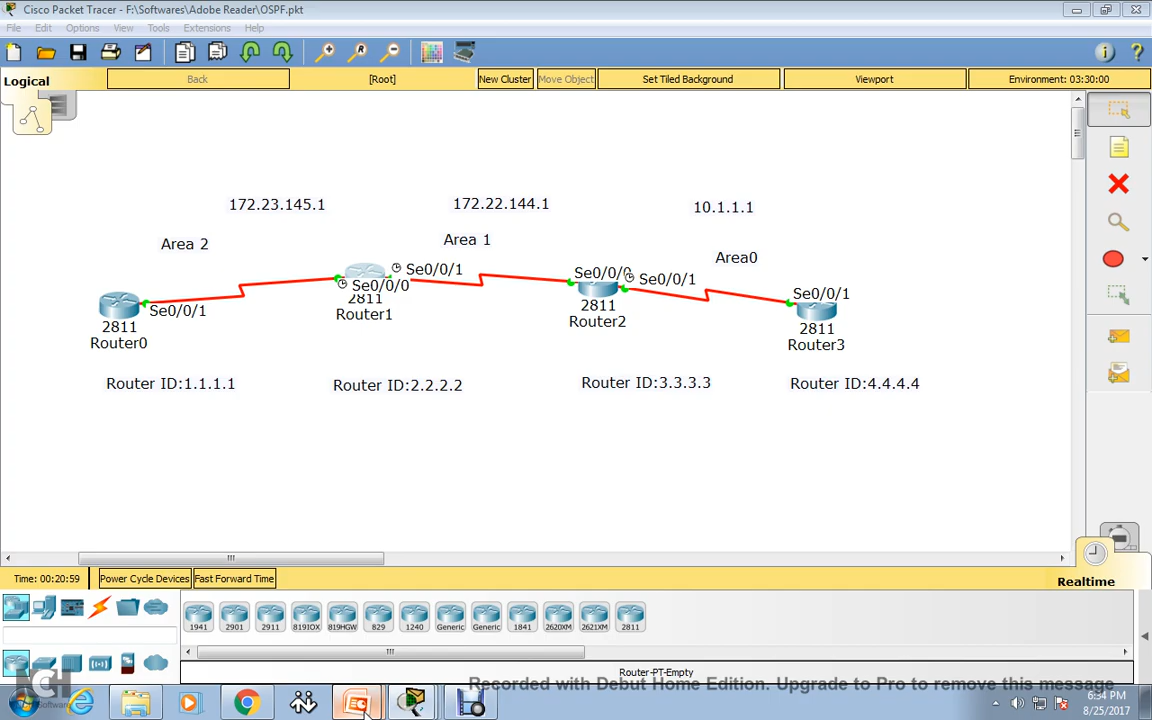 Cisco Packet Tracer - F:\Softwares\Adobe Reader\OSPF.pkt
File Edit Options View Tools Extensions Help
Logical Back [Root] New Cluster Move Object Set Tiled Background Viewport Environment: 03:30:00
172.23.145.1 172.22.144.1 10.1.1.1
Area 2 Area 1 Area0
Se0/0/1 Se0/0/0 Se0/0/1 Se0/0/0 Se0/0/1 Se0/0/1
2811 2811 2811 2811
Router0 Router1 Router2 Router3
Router ID:1.1.1.1 Router ID:2.2.2.2 Router ID:3.3.3.3 Router ID:4.4.4.4
Time: 00:20:59 Power Cycle Devices Fast Forward Time Realtime
1941 2901 2911 819IOX 819HGW 829 1240 Generic Generic 1841 2620XM 2621XM 2811
Router-PT-Empty
Recorded with Debut Home Edition. Upgrade to Pro to remove this message
NCH Software
6:34 PM
8/25/2017